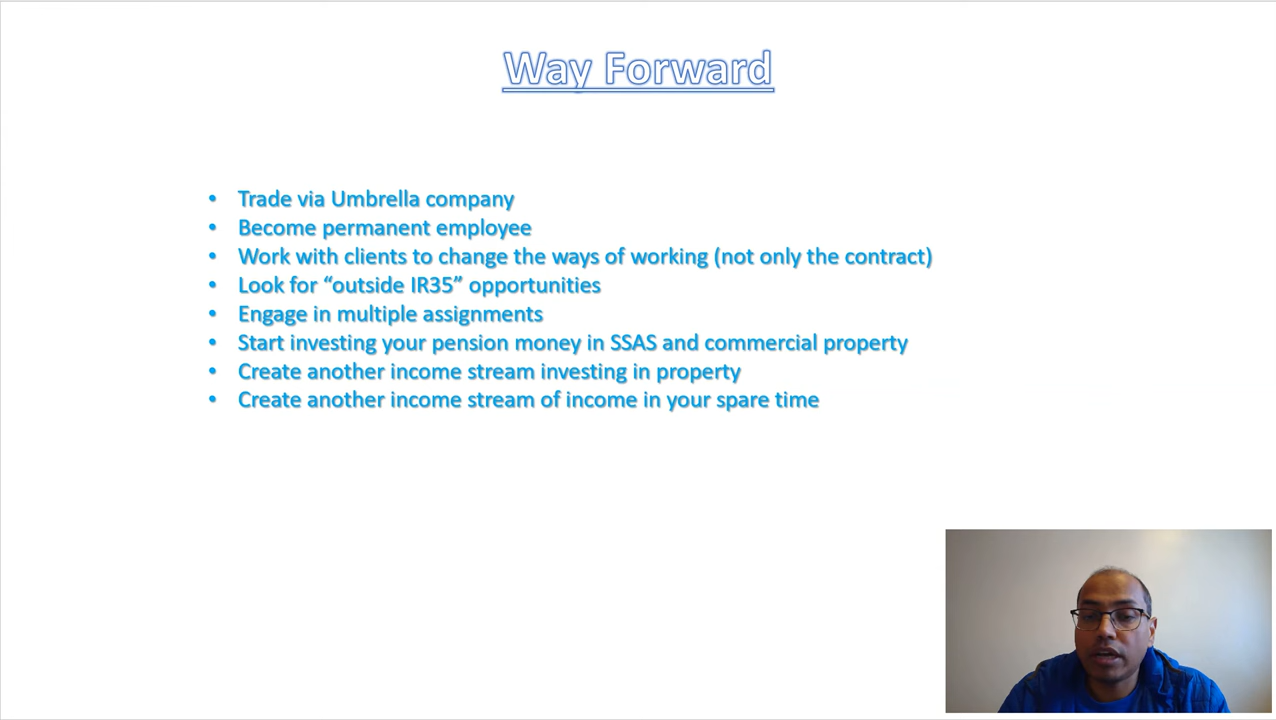 Way Forward
• Trade via Umbrella company
• Become permanent employee
• Work with clients to change the ways of working (not only the contract)
• Look for “outside IR35” opportunities
• Engage in multiple assignments
• Start investing your pension money in SSAS and commercial property
• Create another income stream investing in property
• Create another income stream of income in your spare time